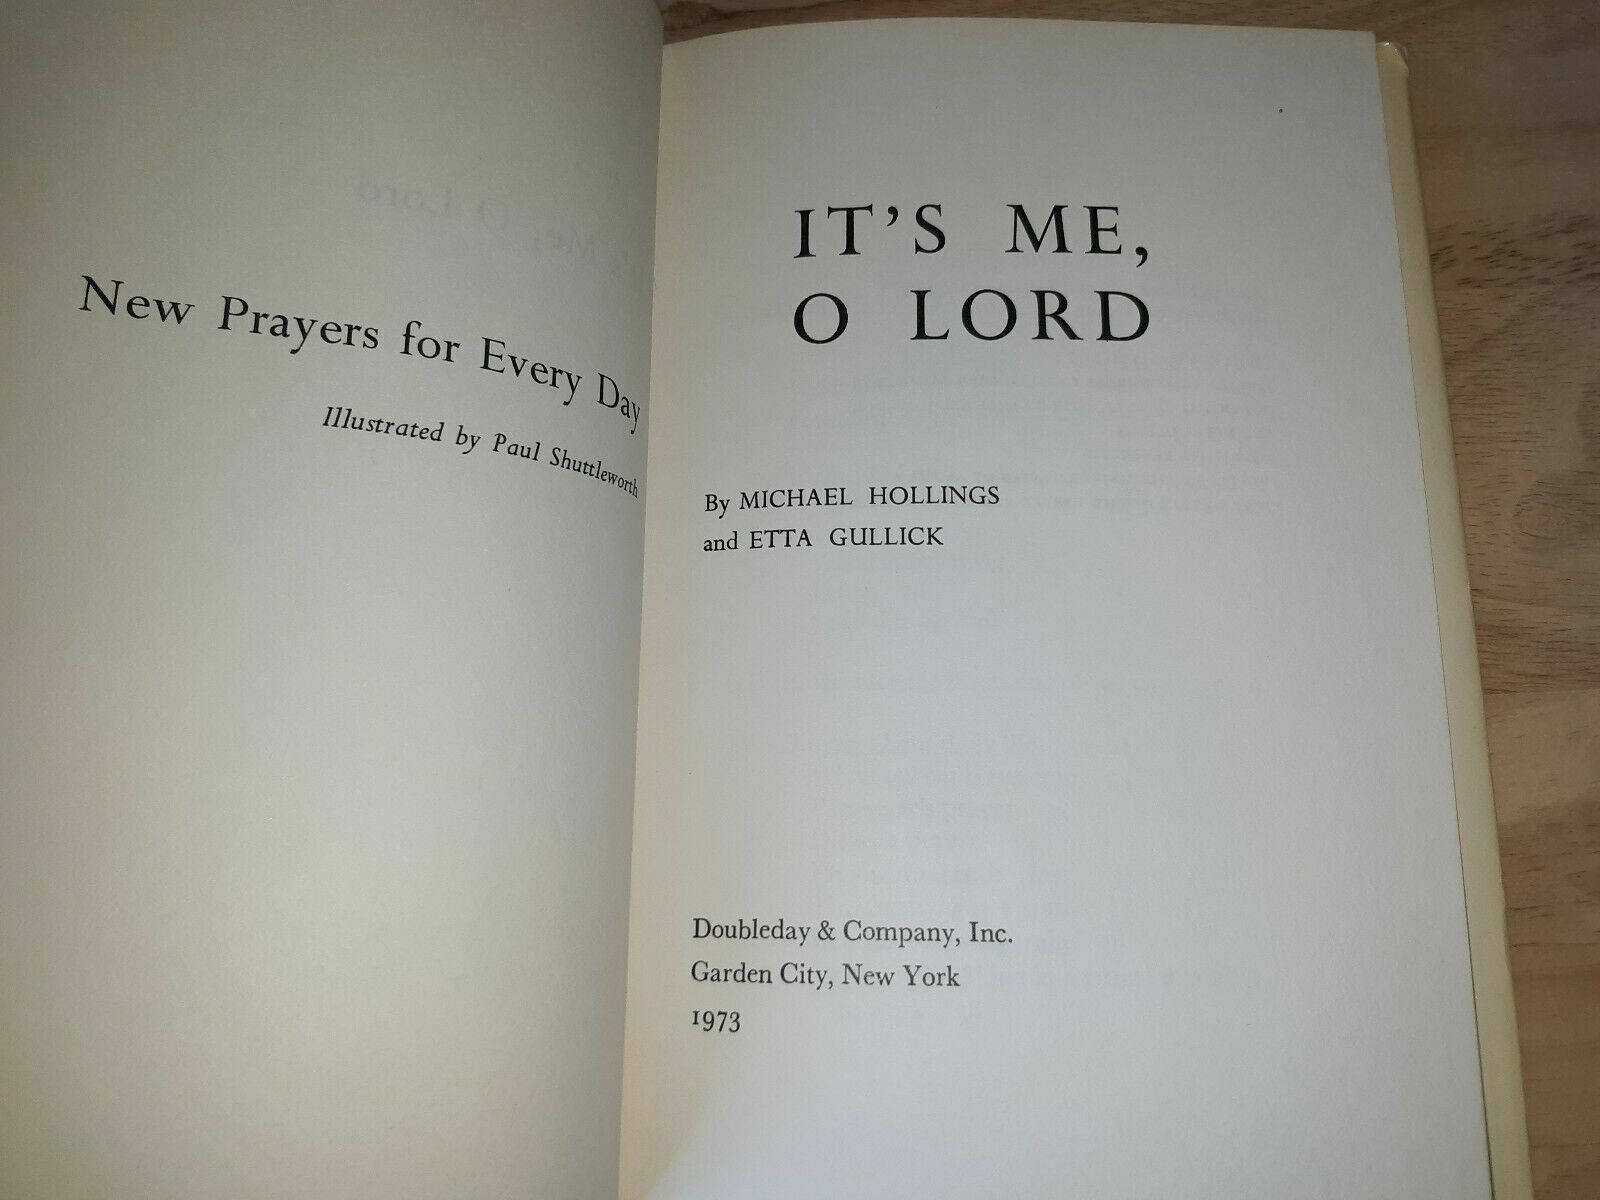 New Prayers for Every Day
Illustrated by Paul Shuttleworth
IT'S ME,
O LORD
By MICHAEL HOLLINGS
and ETTA GULLICK
Doubleday & Company, Inc.
Garden City, New York
1973